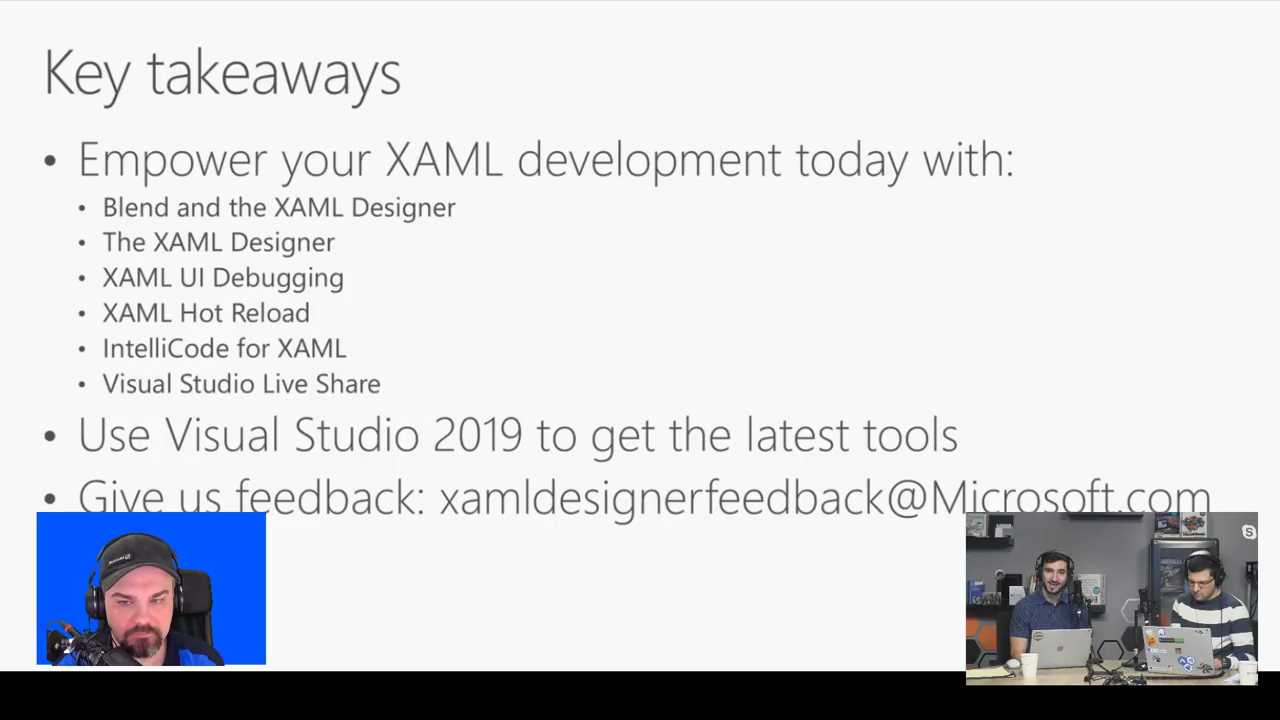 Key takeaways
• Empower your XAML development today with:
• Blend and the XAML Designer
• The XAML Designer
• XAML UI Debugging
• XAML Hot Reload
• IntelliCode for XAML
• Visual Studio Live Share
• Use Visual Studio 2019 to get the latest tools
• Give us feedback: xamldesignerfeedback@Microsoft.com